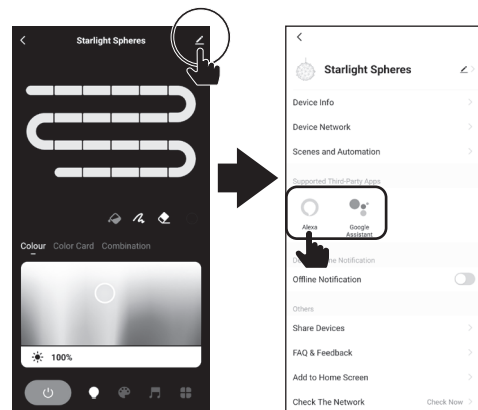 Starlight Spheres
Colour Color Card Combination
100%
Starlight Spheres
Device Info
Device Network
Scenes and Automation
Supported Third-Party Apps
Alexa
Google
Assistant
Notification
Offline Notification
Others
Share Devices
FAQ & Feedback
Add to Home Screen
Check The Network Check Now